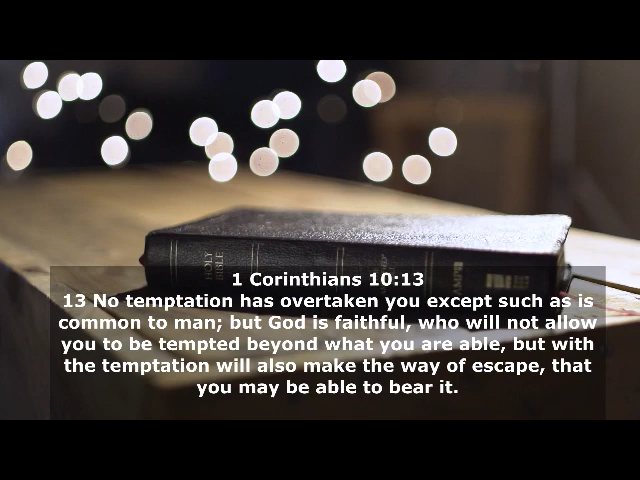 HOLY
BIBLE
1 Corinthians 10:13
13 No temptation has overtaken you except such as is
common to man; but God is faithful, who will not allow
you to be tempted beyond what you are able, but with
the temptation will also make the way of escape, that
you may be able to bear it.